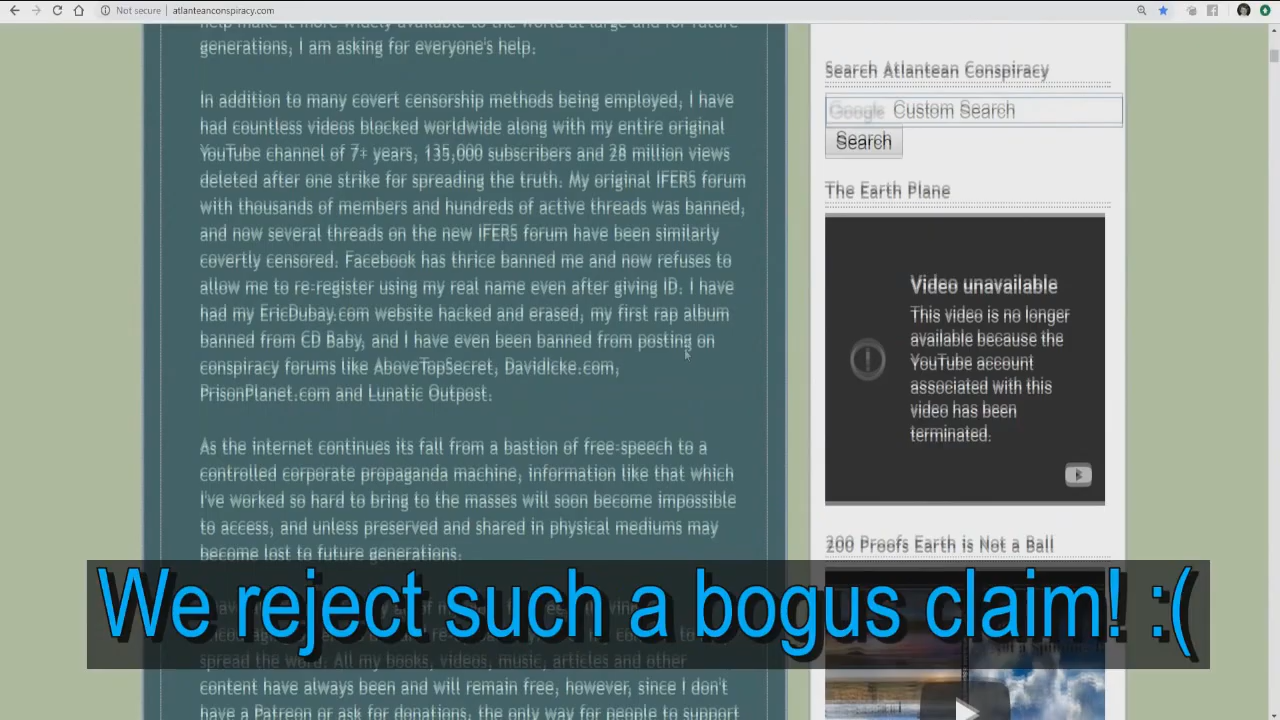 Not secure | atlanteanconspiracy.com
help make it more widely available to the world at large and for future
generations, I am asking for everyone's help.
In addition to many covert censorship methods being employed, I have
had countless videos blocked worldwide along with my entire original
YouTube channel of 7+ years, 135,000 subscribers and 28 million views
deleted after one strike for spreading the truth. My original IFERS forum
with thousands of members and hundreds of active threads was banned,
and now several threads on the new IFERS forum have been similarly
covertly censored. Facebook has thrice banned me and now refuses to
allow me to re-register using my real name even after giving ID. I have
had my EricDubay.com website hacked and erased, my first rap album
banned from CD Baby, and I have even been banned from posting on
conspiracy forums like AboveTopSecret, DavidIcke.com,
PrisonPlanet.com and Lunatic Outpost.
As the internet continues its fall from a bastion of free-speech to a
controlled corporate propaganda machine, information like that which
I've worked so hard to bring to the masses will soon become impossible
to access, and unless preserved and shared in physical mediums may
become lost to future generations.
spread the word. All my books, videos, music, articles and other
content have always been and will remain free, however, since I don't
have a Patreon or ask for donations, the only way for people to support
Search Atlantean Conspiracy
Google Custom Search
Search
The Earth Plane
Video unavailable
This video is no longer
available because the
YouTube account
associated with this
video has been
terminated.
200 Proofs Earth is Not a Ball
We reject such a bogus claim! :(